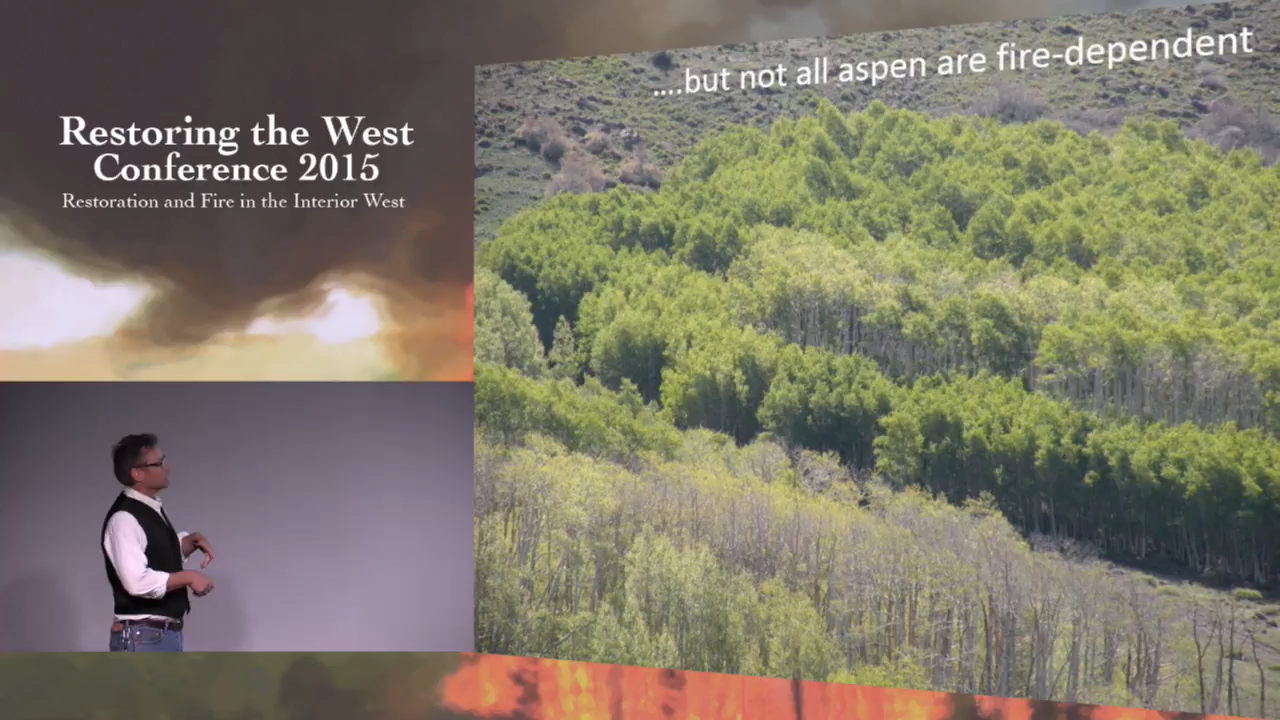 Restoring the West
Conference 2015
Restoration and Fire in the Interior West
....but not all aspen are fire-dependent